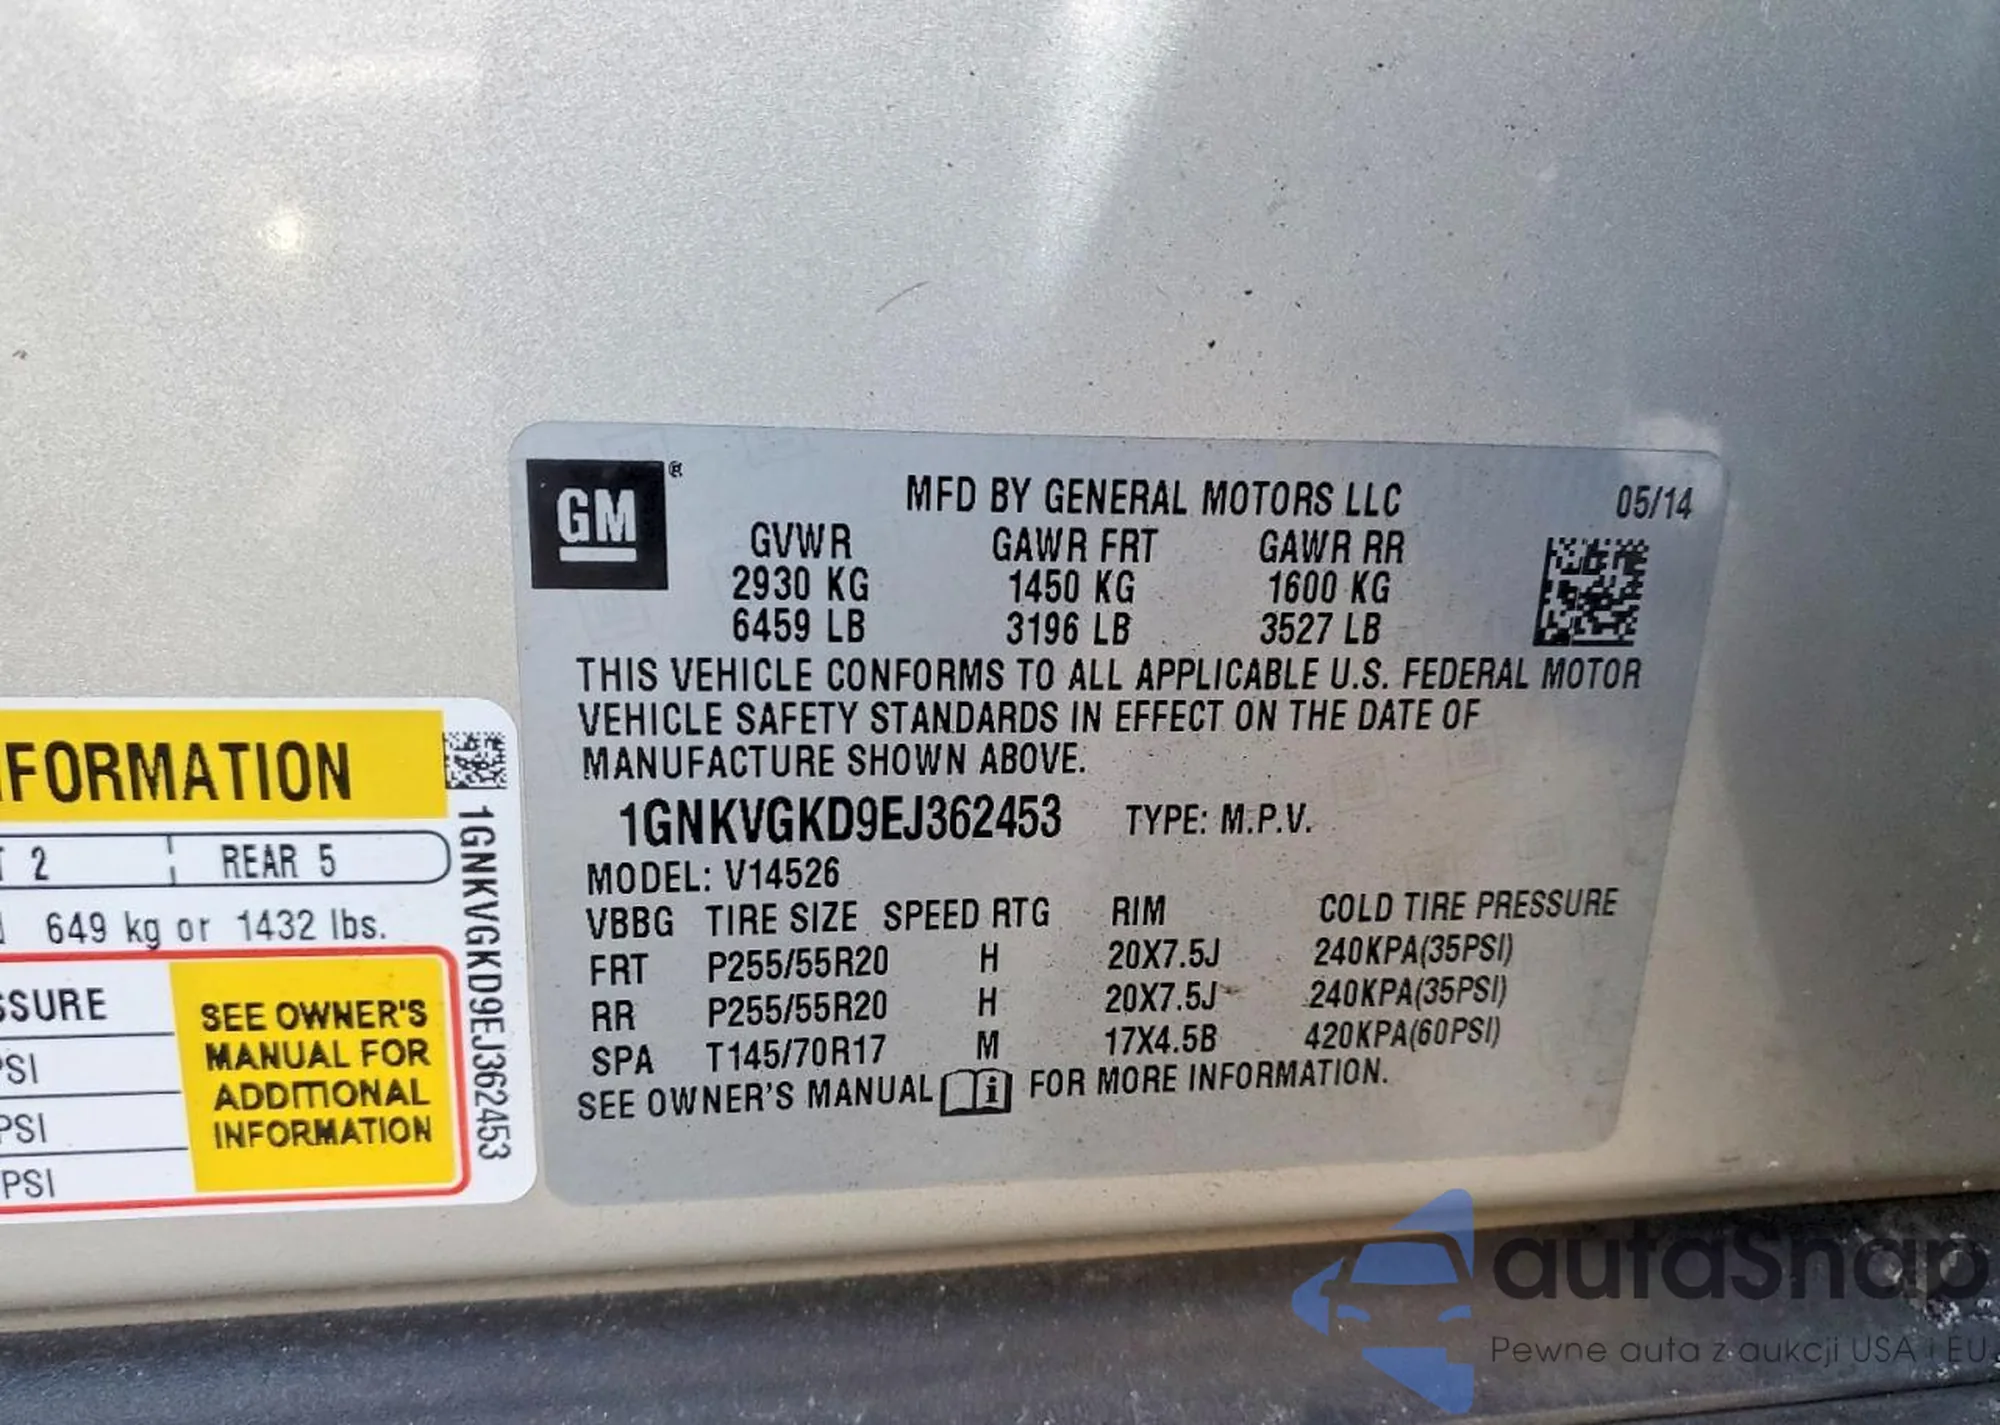 GM ®
MFD BY GENERAL MOTORS LLC 05/14
GVWR GAWR FRT GAWR RR
2930 KG 1450 KG 1600 KG
6459 LB 3196 LB 3527 LB
THIS VEHICLE CONFORMS TO ALL APPLICABLE U.S. FEDERAL MOTOR
VEHICLE SAFETY STANDARDS IN EFFECT ON THE DATE OF
MANUFACTURE SHOWN ABOVE.
1GNKVGKD9EJ362453 TYPE: M.P.V.
MODEL: V14526
VBBG TIRE SIZE SPEED RTG RIM COLD TIRE PRESSURE
FRT P255/55R20 H 20X7.5J 240KPA(35PSI)
RR P255/55R20 H 20X7.5J 240KPA(35PSI)
SPA T145/70R17 M 17X4.5B 420KPA(60PSI)
SEE OWNER'S MANUAL i FOR MORE INFORMATION.
FORMATION
2 REAR 5
649 kg or 1432 lbs.
SSURE
PSI
PSI
PSI
SEE OWNER'S
MANUAL FOR
ADDITIONAL
INFORMATION
1GNKVGKD9EJ362453
autaSnap
Pewne auta z aukcji USA i EU